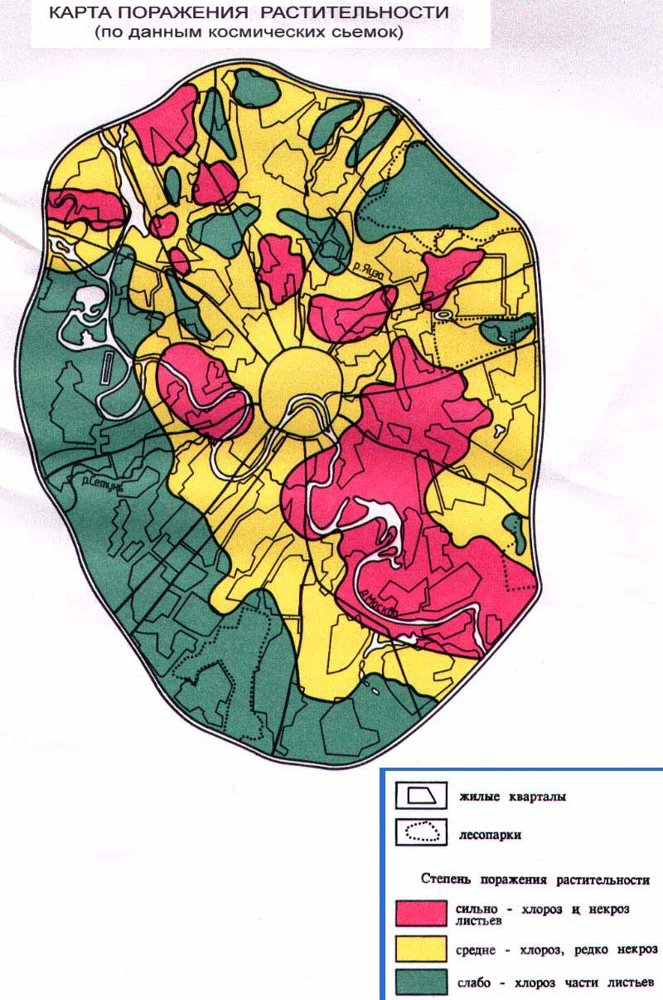 КАРТА ПОРАЖЕНИЯ РАСТИТЕЛЬНОСТИ
(по данным космических сьемок)
р. Яуза
р.Сетунь
р.Москва
жилые кварталы
лесопарки
Степень поражения растительности
сильно - хлороз и некроз
листьев
средне - хлороз, редко некроз
слабо - хлороз части листьев